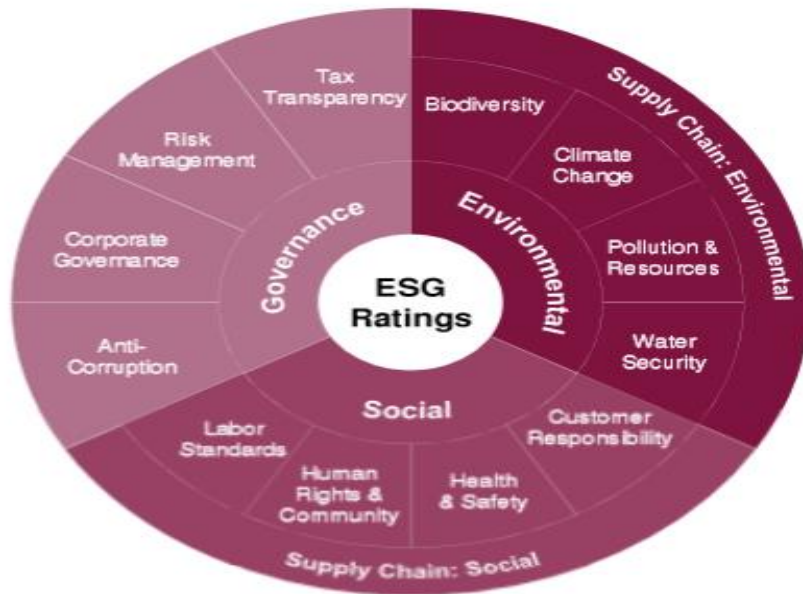 Tax
Transparency
Risk
Management
Corporate
Governance
Anti-
Corruption
Governance
Biodiversity
Climate
Change
Pollution &
Resources
Water
Security
Environmental
Supply Chain: Environmental
ESG
Ratings
Social
Labor
Standards
Human
Rights &
Community
Health
& Safety
Customer
Responsibility
Supply Chain: Social